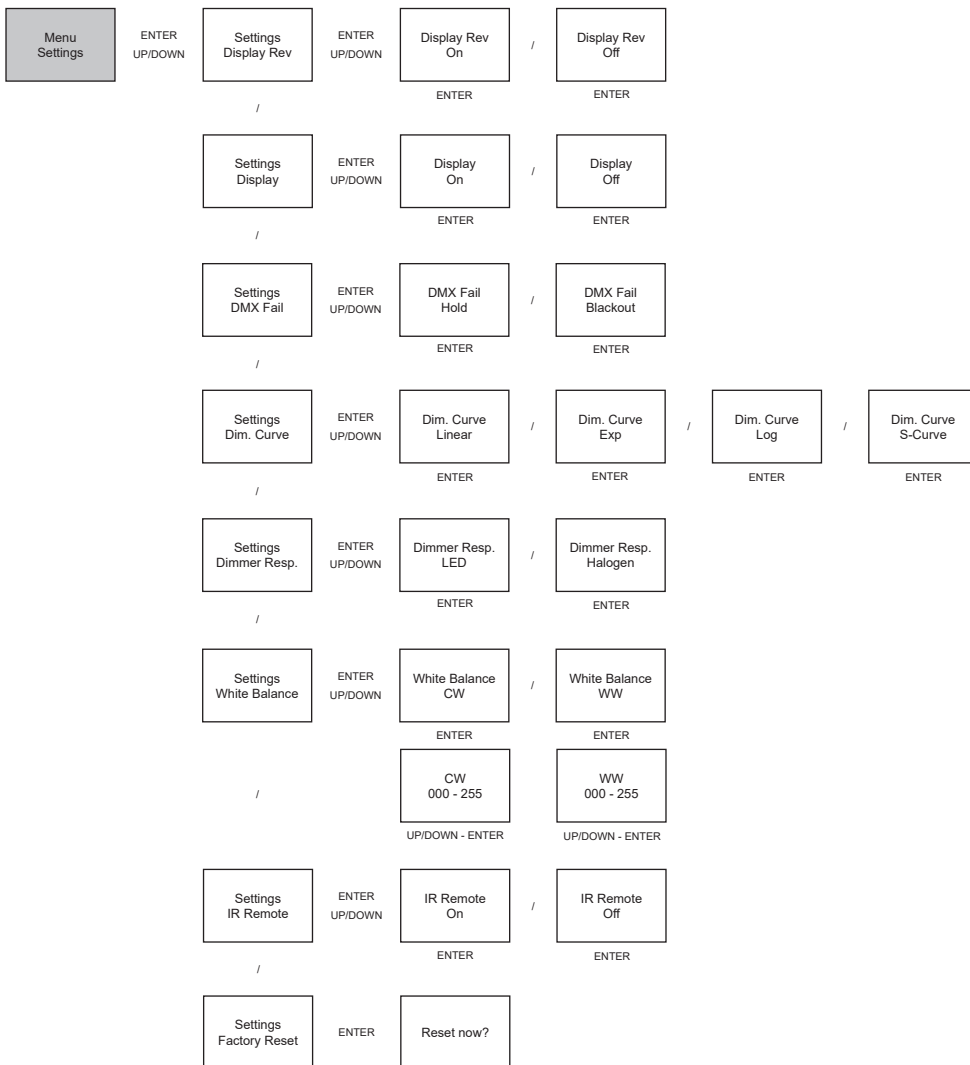 Menu
Settings
ENTER
UP/DOWN
Settings
Display Rev
ENTER
UP/DOWN
Display Rev
On
ENTER
/
Display Rev
Off
ENTER
/
Settings
Display
ENTER
UP/DOWN
Display
On
ENTER
/
Display
Off
ENTER
/
Settings
DMX Fail
ENTER
UP/DOWN
DMX Fail
Hold
ENTER
/
DMX Fail
Blackout
ENTER
/
Settings
Dim. Curve
ENTER
UP/DOWN
Dim. Curve
Linear
ENTER
/
Dim. Curve
Exp
ENTER
/
Dim. Curve
Log
ENTER
/
Dim. Curve
S-Curve
ENTER
/
Settings
Dimmer Resp.
ENTER
UP/DOWN
Dimmer Resp.
LED
ENTER
/
Dimmer Resp.
Halogen
ENTER
/
Settings
White Balance
ENTER
UP/DOWN
White Balance
CW
ENTER
/
White Balance
WW
ENTER
/
CW
000 - 255
UP/DOWN - ENTER
WW
000 - 255
UP/DOWN - ENTER
Settings
IR Remote
ENTER
UP/DOWN
IR Remote
On
ENTER
/
IR Remote
Off
ENTER
/
Settings
Factory Reset
ENTER
Reset now?